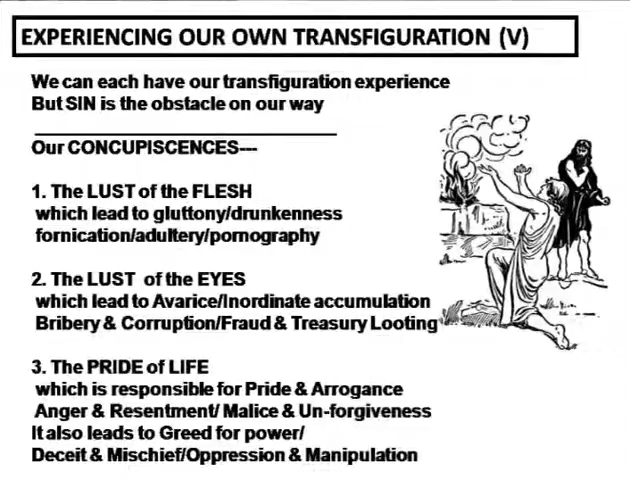 EXPERIENCING OUR OWN TRANSFIGURATION (V)
We can each have our transfiguration experience
But SIN is the obstacle on our way
Our CONCUPISCENCES---
1. The LUST of the FLESH
which lead to gluttony/drunkenness
fornication/adultery/pornography
2. The LUST of the EYES
which lead to Avarice/Inordinate accumulation
Bribery & Corruption/Fraud & Treasury Looting
3. The PRIDE of LIFE
which is responsible for Pride & Arrogance
Anger & Resentment/ Malice & Un-forgiveness
It also leads to Greed for power/
Deceit & Mischief/Oppression & Manipulation